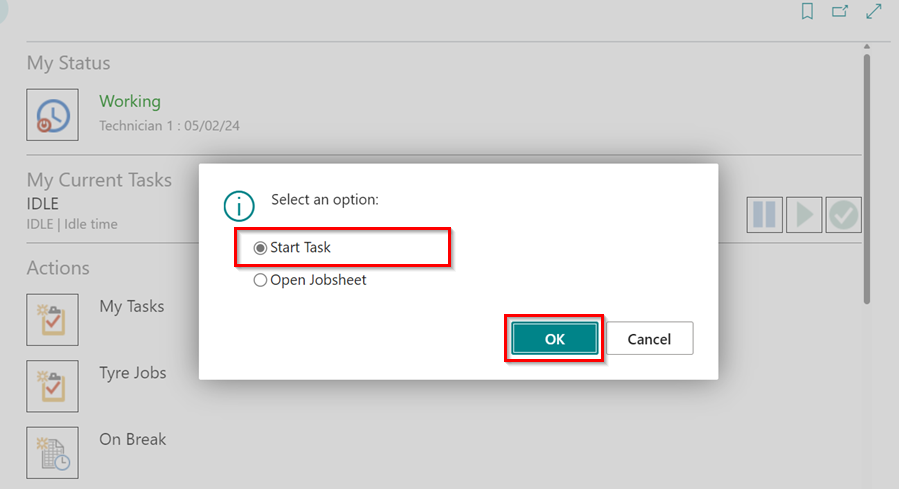 My Status
Working
Technician 1 : 05/02/24
My Current Tasks
IDLE
IDLE | Idle time
Select an option:
Start Task
Open Jobsheet
OK
Cancel
Actions
My Tasks
Tyre Jobs
On Break